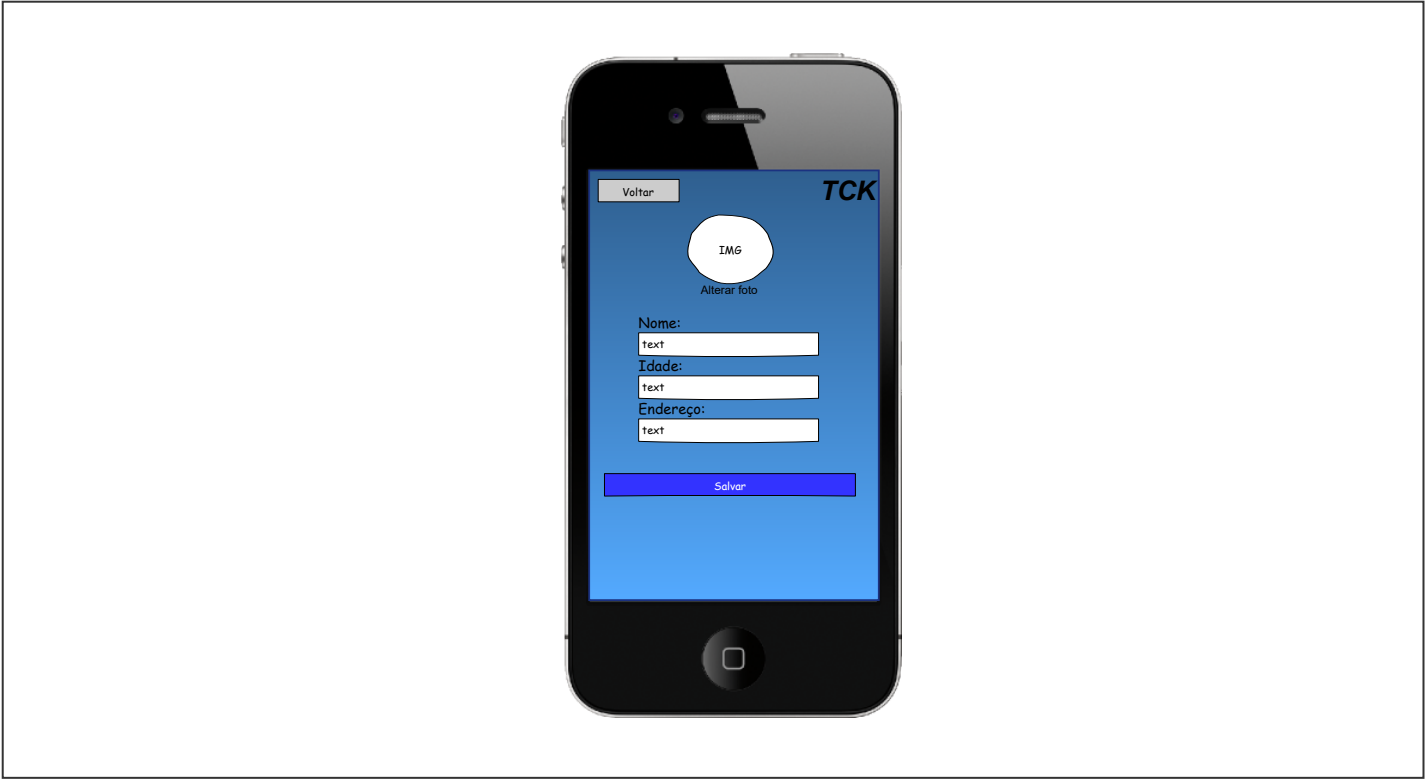 Voltar
TCK
IMG
Alterar foto
Nome:
text
Idade:
text
Endereço:
text
Salvar